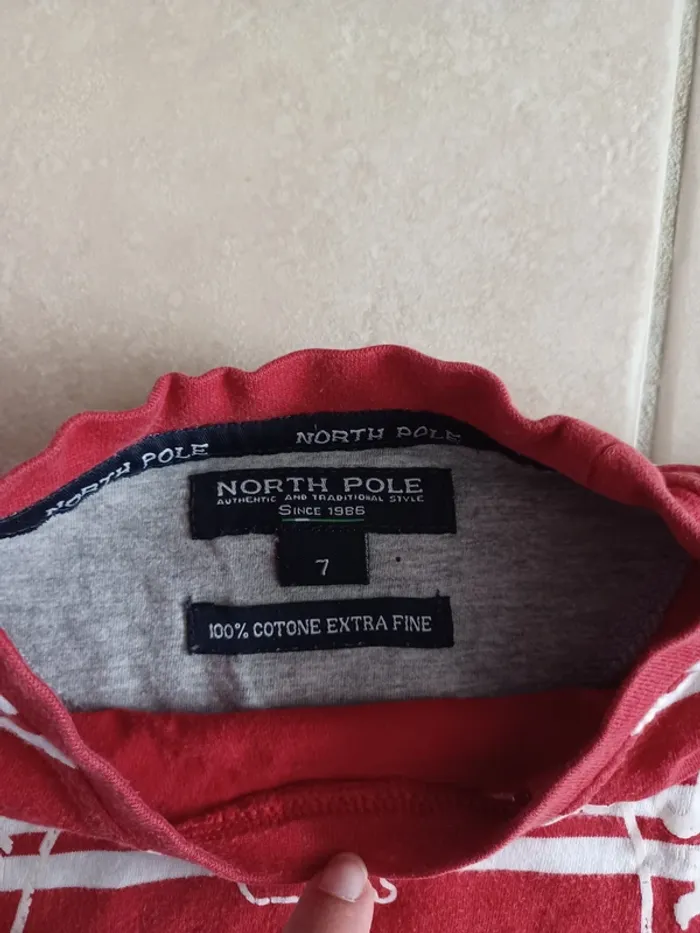 NORTH POLE
NORTH POLE
NORTH POLE
AUTHENTIC AND TRADITIONAL STYLE
SINCE 1986
7
100% COTONE EXTRA FINE